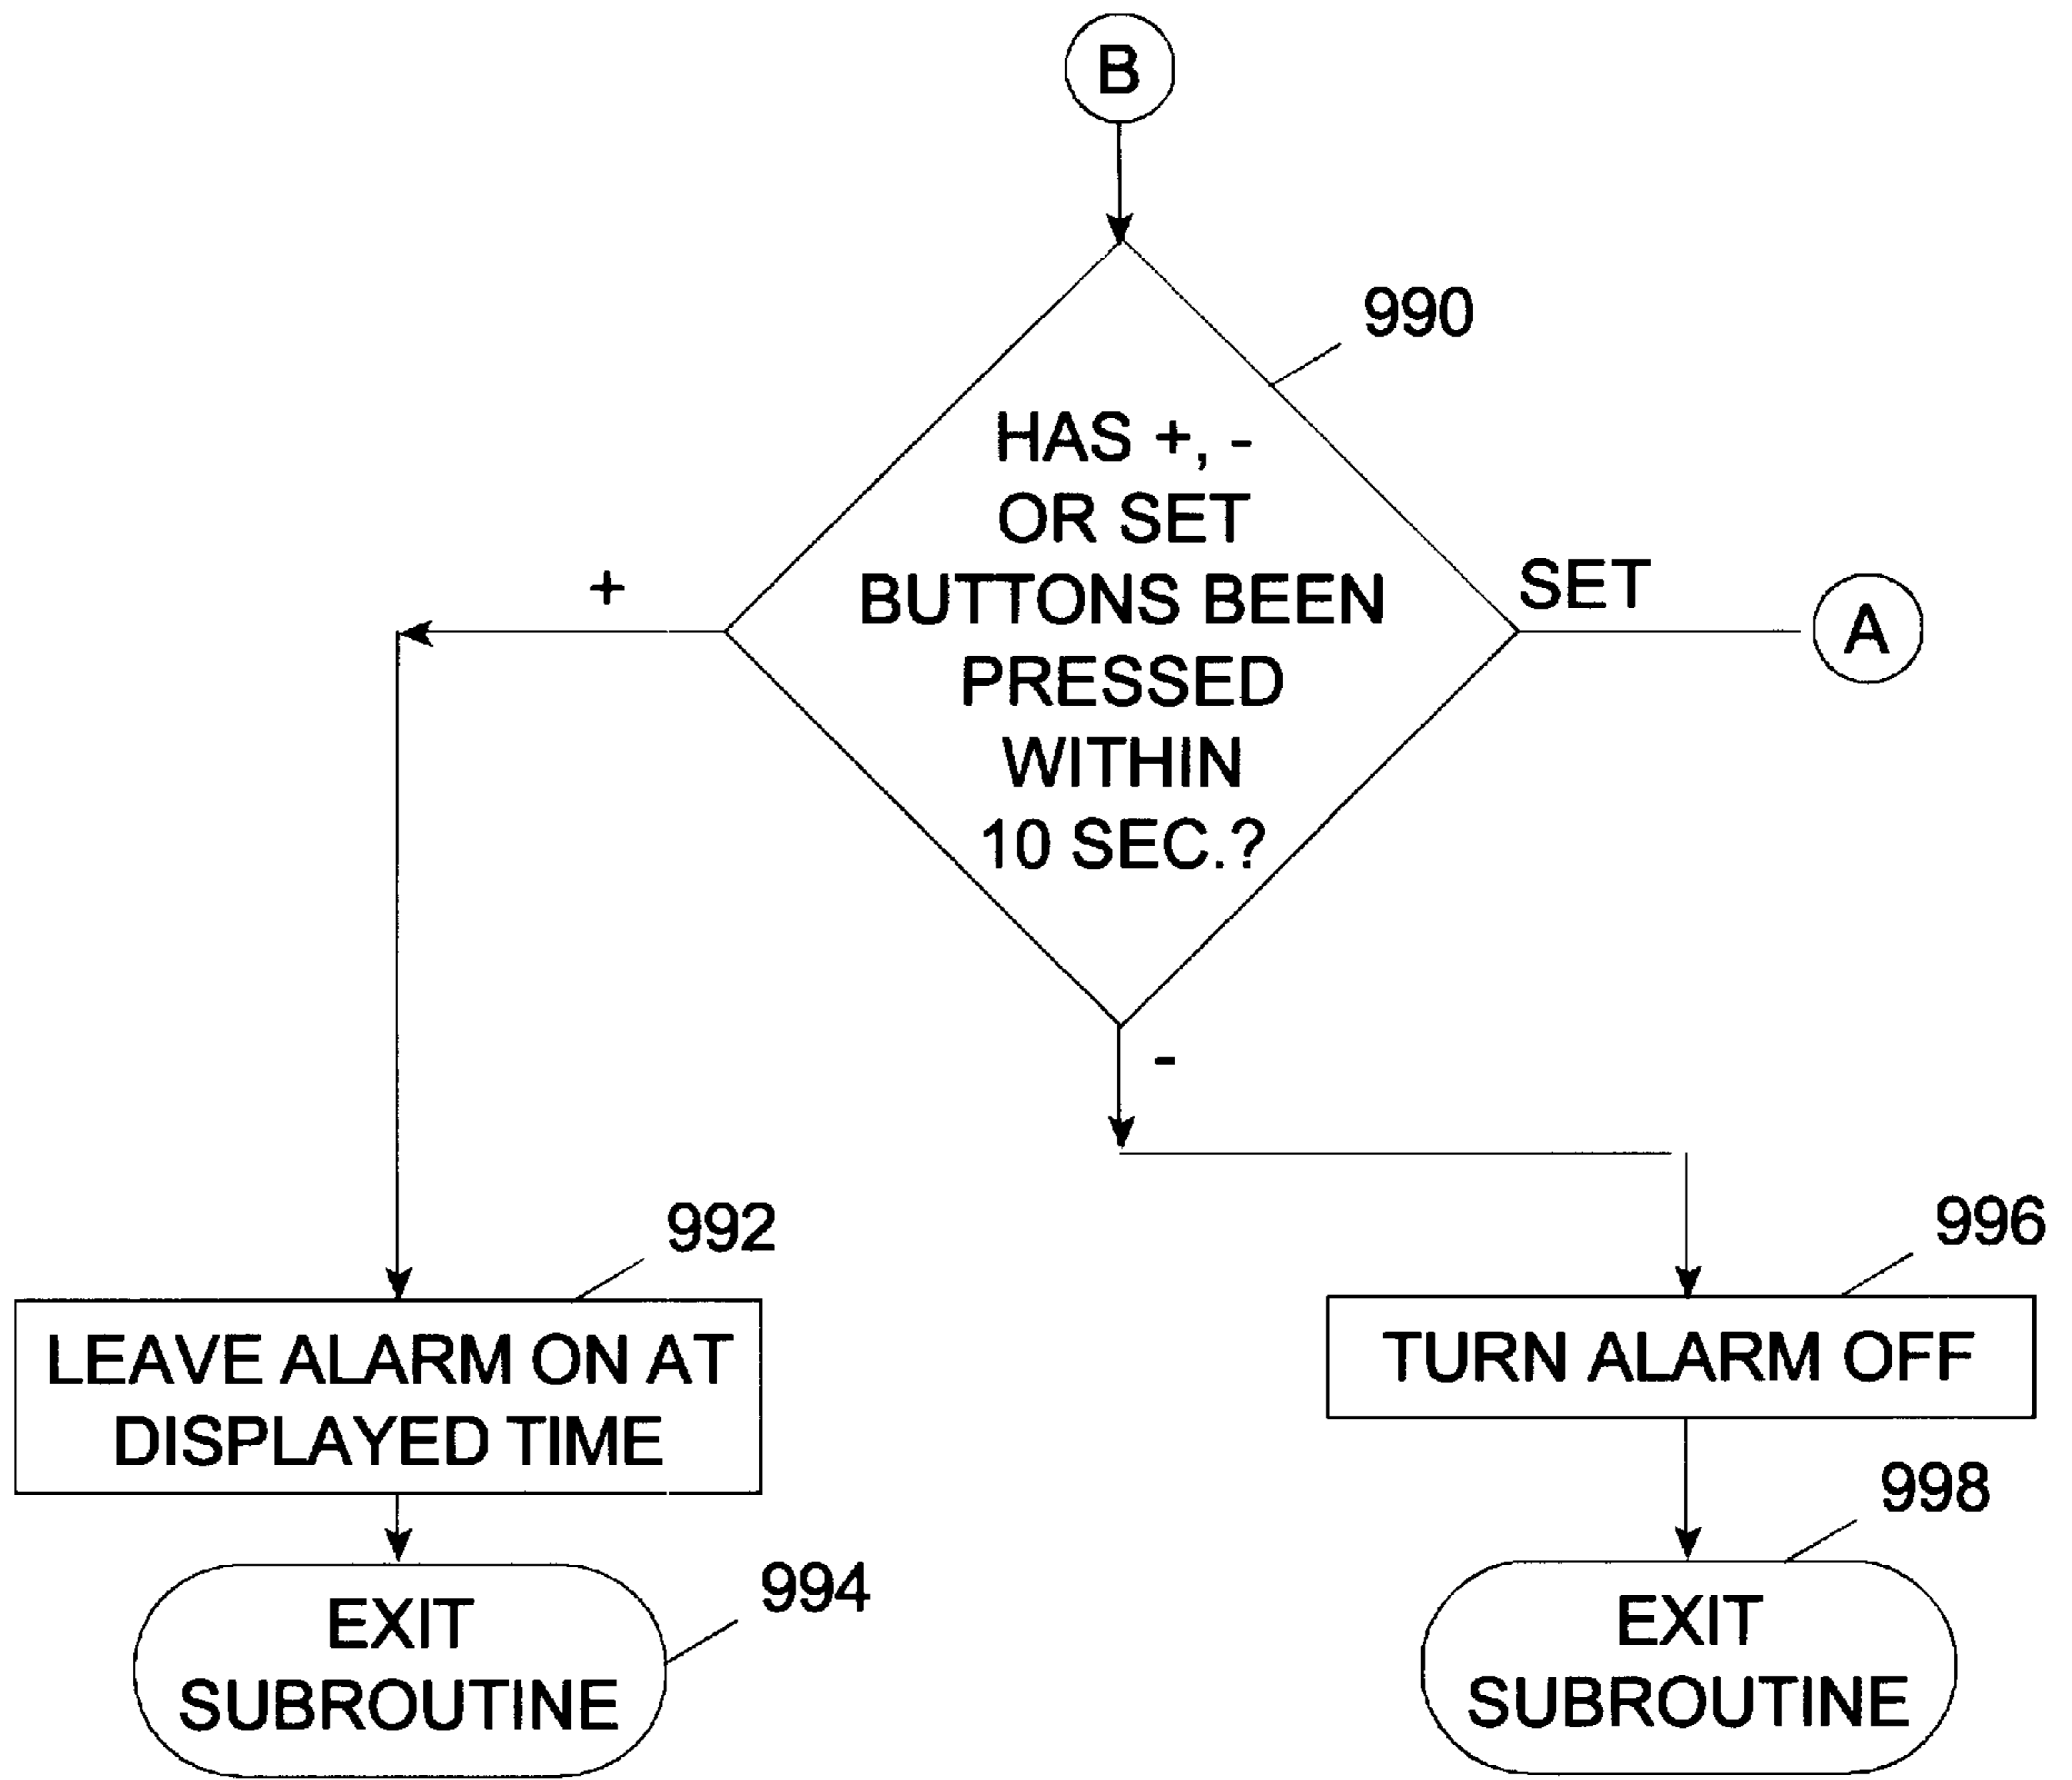 B
990
HAS +, -
OR SET
BUTTONS BEEN
PRESSED
WITHIN
10 SEC.?
+
SET
A
-
992
LEAVE ALARM ON AT
DISPLAYED TIME
996
TURN ALARM OFF
994
EXIT
SUBROUTINE
998
EXIT
SUBROUTINE